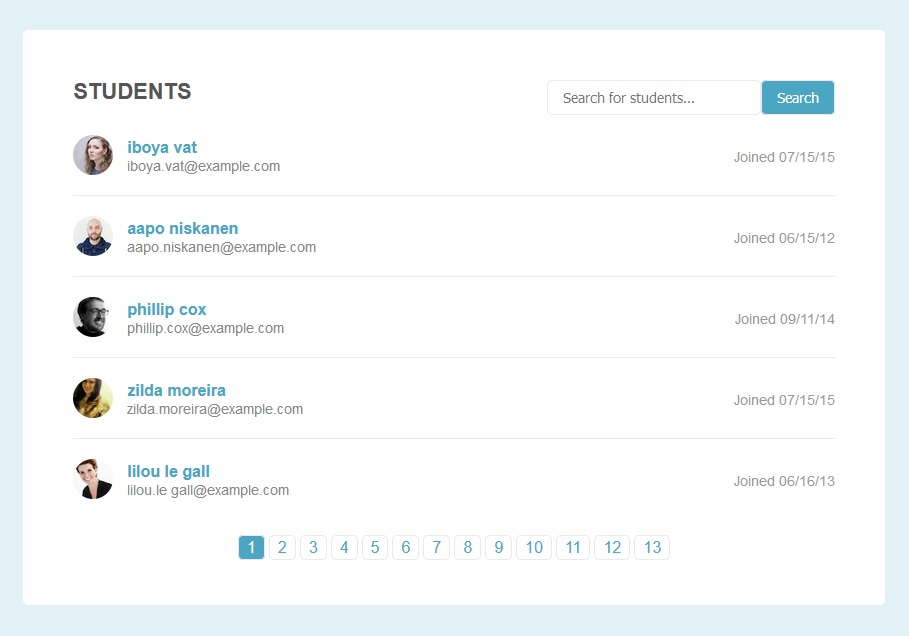 STUDENTS
Search for students... Search
iboya vat
iboya.vat@example.com
Joined 07/15/15
aapo niskanen
aapo.niskanen@example.com
Joined 06/15/12
phillip cox
phillip.cox@example.com
Joined 09/11/14
zilda moreira
zilda.moreira@example.com
Joined 07/15/15
lilou le gall
lilou.le gall@example.com
Joined 06/16/13
1 2 3 4 5 6 7 8 9 10 11 12 13